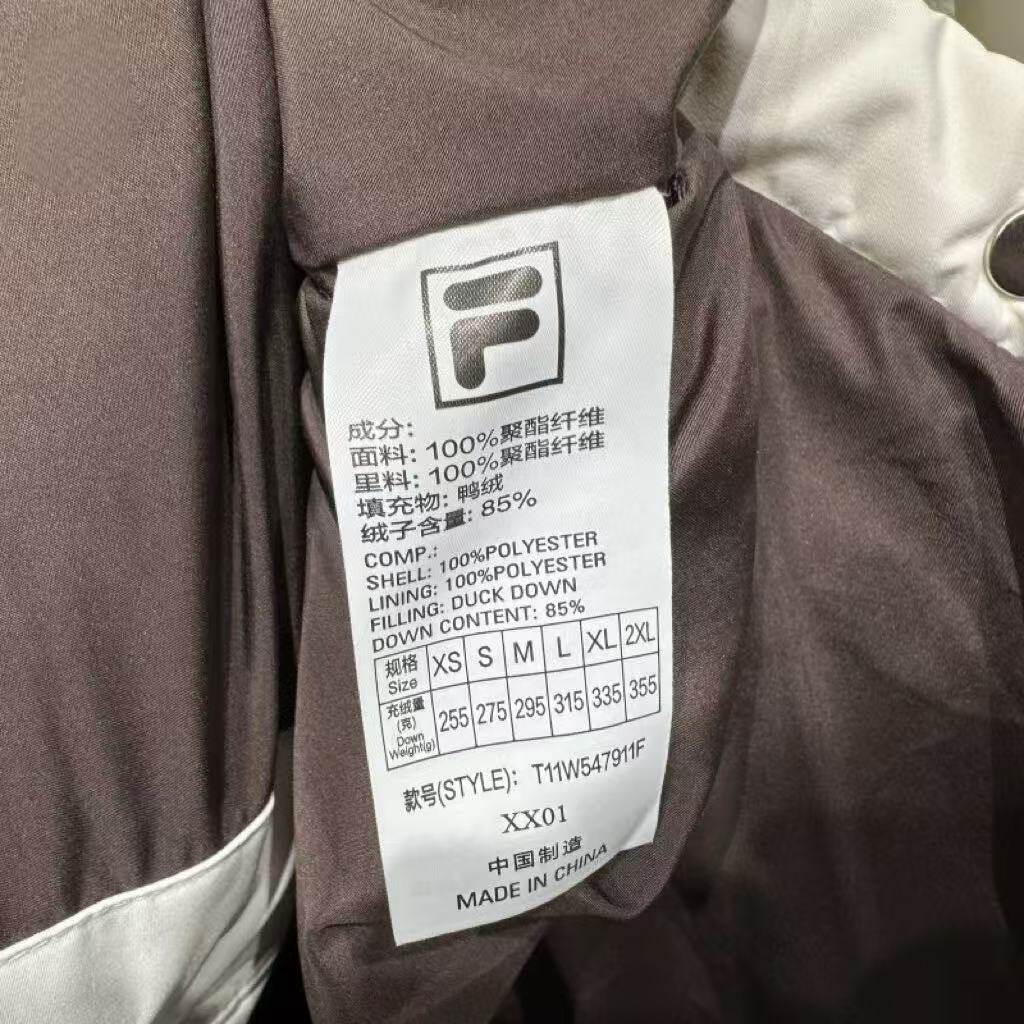 F
成分:
面料: 100%聚酯纤维
里料: 100%聚酯纤维
填充物: 鸭绒
绒子含量: 85%
COMP.:
SHELL: 100%POLYESTER
LINING: 100%POLYESTER
FILLING: DUCK DOWN
DOWN CONTENT: 85%
规格 Size XS S M L XL 2XL
充绒量(克) Down Weight(g) 255 275 295 315 335 355
款号(STYLE): T11W547911F
XX01
中国制造
MADE IN CHINA